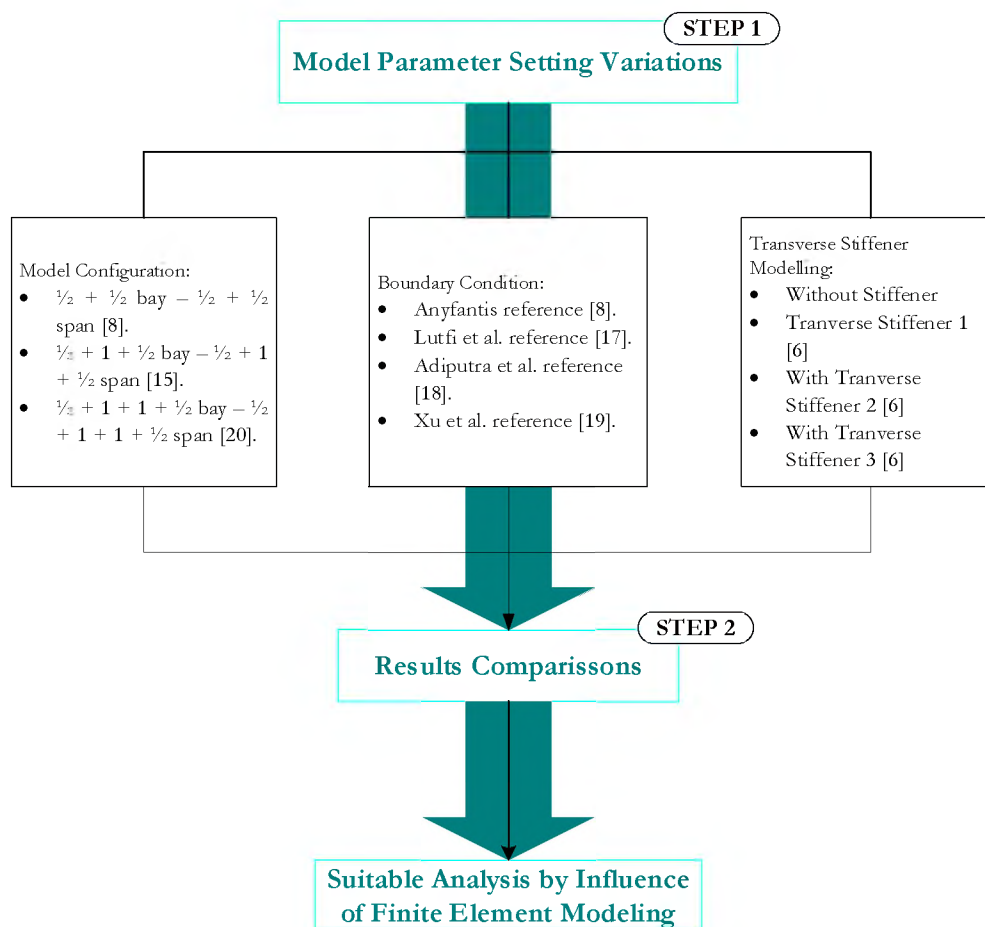 STEP 1
Model Parameter Setting Variations
Model Configuration:
• ½ + ½ bay – ½ + ½
span [8].
• ½ + 1 + ½ bay – ½ + 1
+ ½ span [15].
• ½ + 1 + 1 + ½ bay – ½
+ 1 + 1 + ½ span [20].
Boundary Condition:
• Anyfantis reference [8].
• Lutfi et al. reference [17].
• Adiputra et al. reference
[18].
• Xu et al. reference [19].
Transverse Stiffener
Modelling:
• Without Stiffener
• Tranverse Stiffener 1
[6]
• With Tranverse
Stiffener 2 [6]
• With Tranverse
Stiffener 3 [6]
STEP 2
Results Comparissons
Suitable Analysis by Influence
of Finite Element Modeling